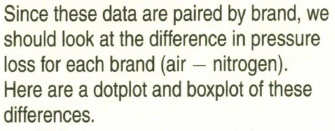 Since these data are paired by brand, we
should look at the difference in pressure
loss for each brand (air − nitrogen).
Here are a dotplot and boxplot of these
differences.